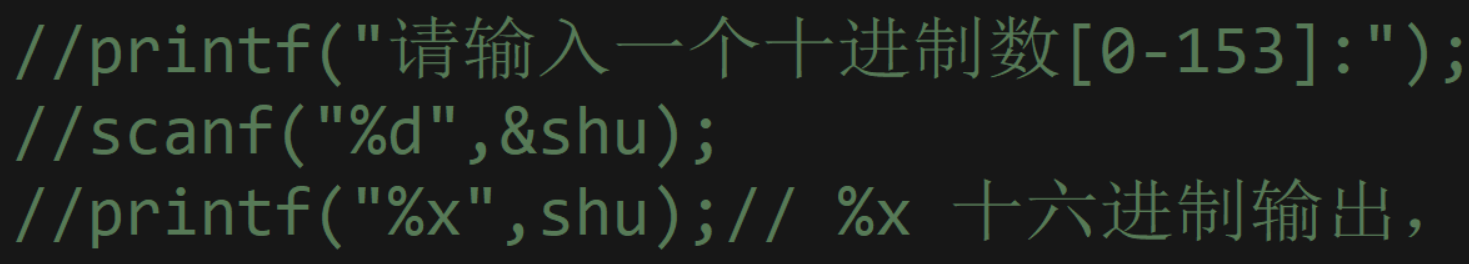 //printf("请输入一个十进制数[0-153]:");
//scanf("%d",&shu);
//printf("%x",shu);// %x 十六进制输出，